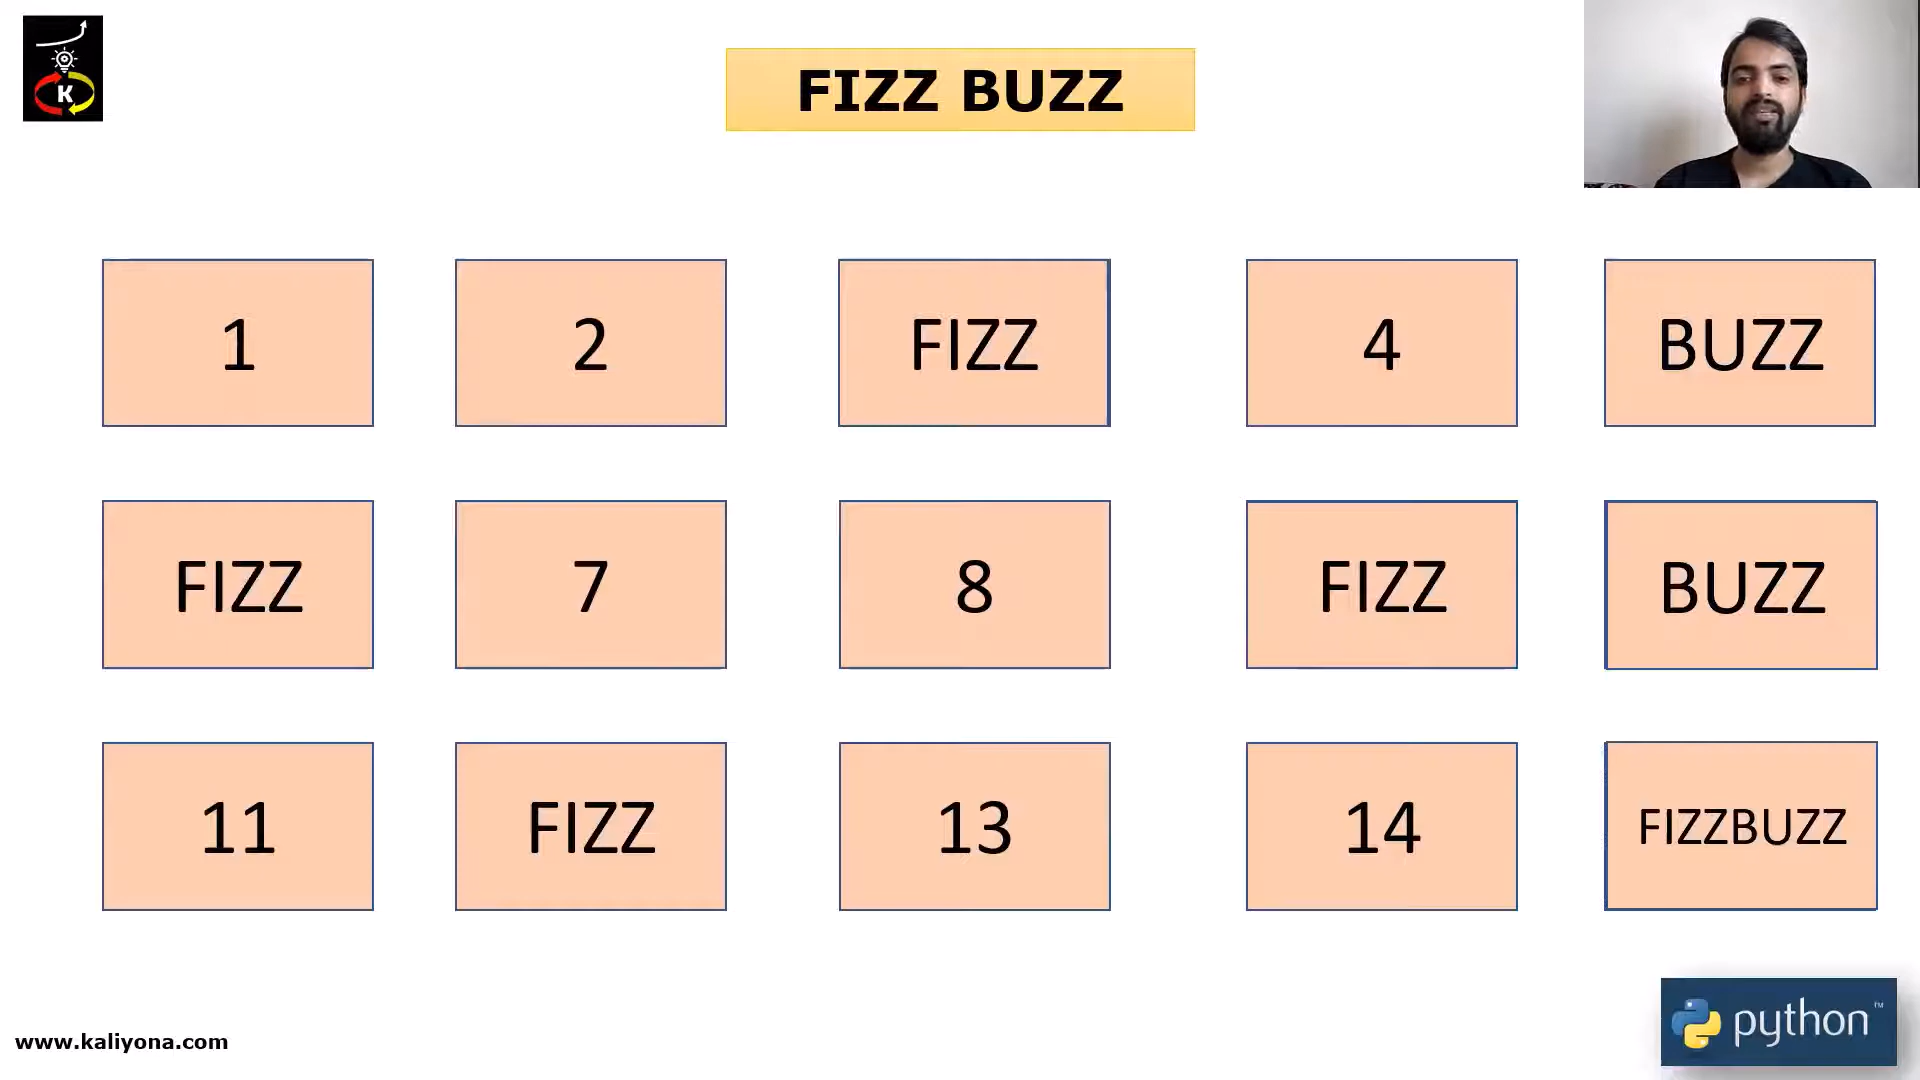 K
FIZZ BUZZ
1 2 FIZZ 4 BUZZ
FIZZ 7 8 FIZZ BUZZ
11 FIZZ 13 14 FIZZBUZZ
www.kaliyona.com
python™